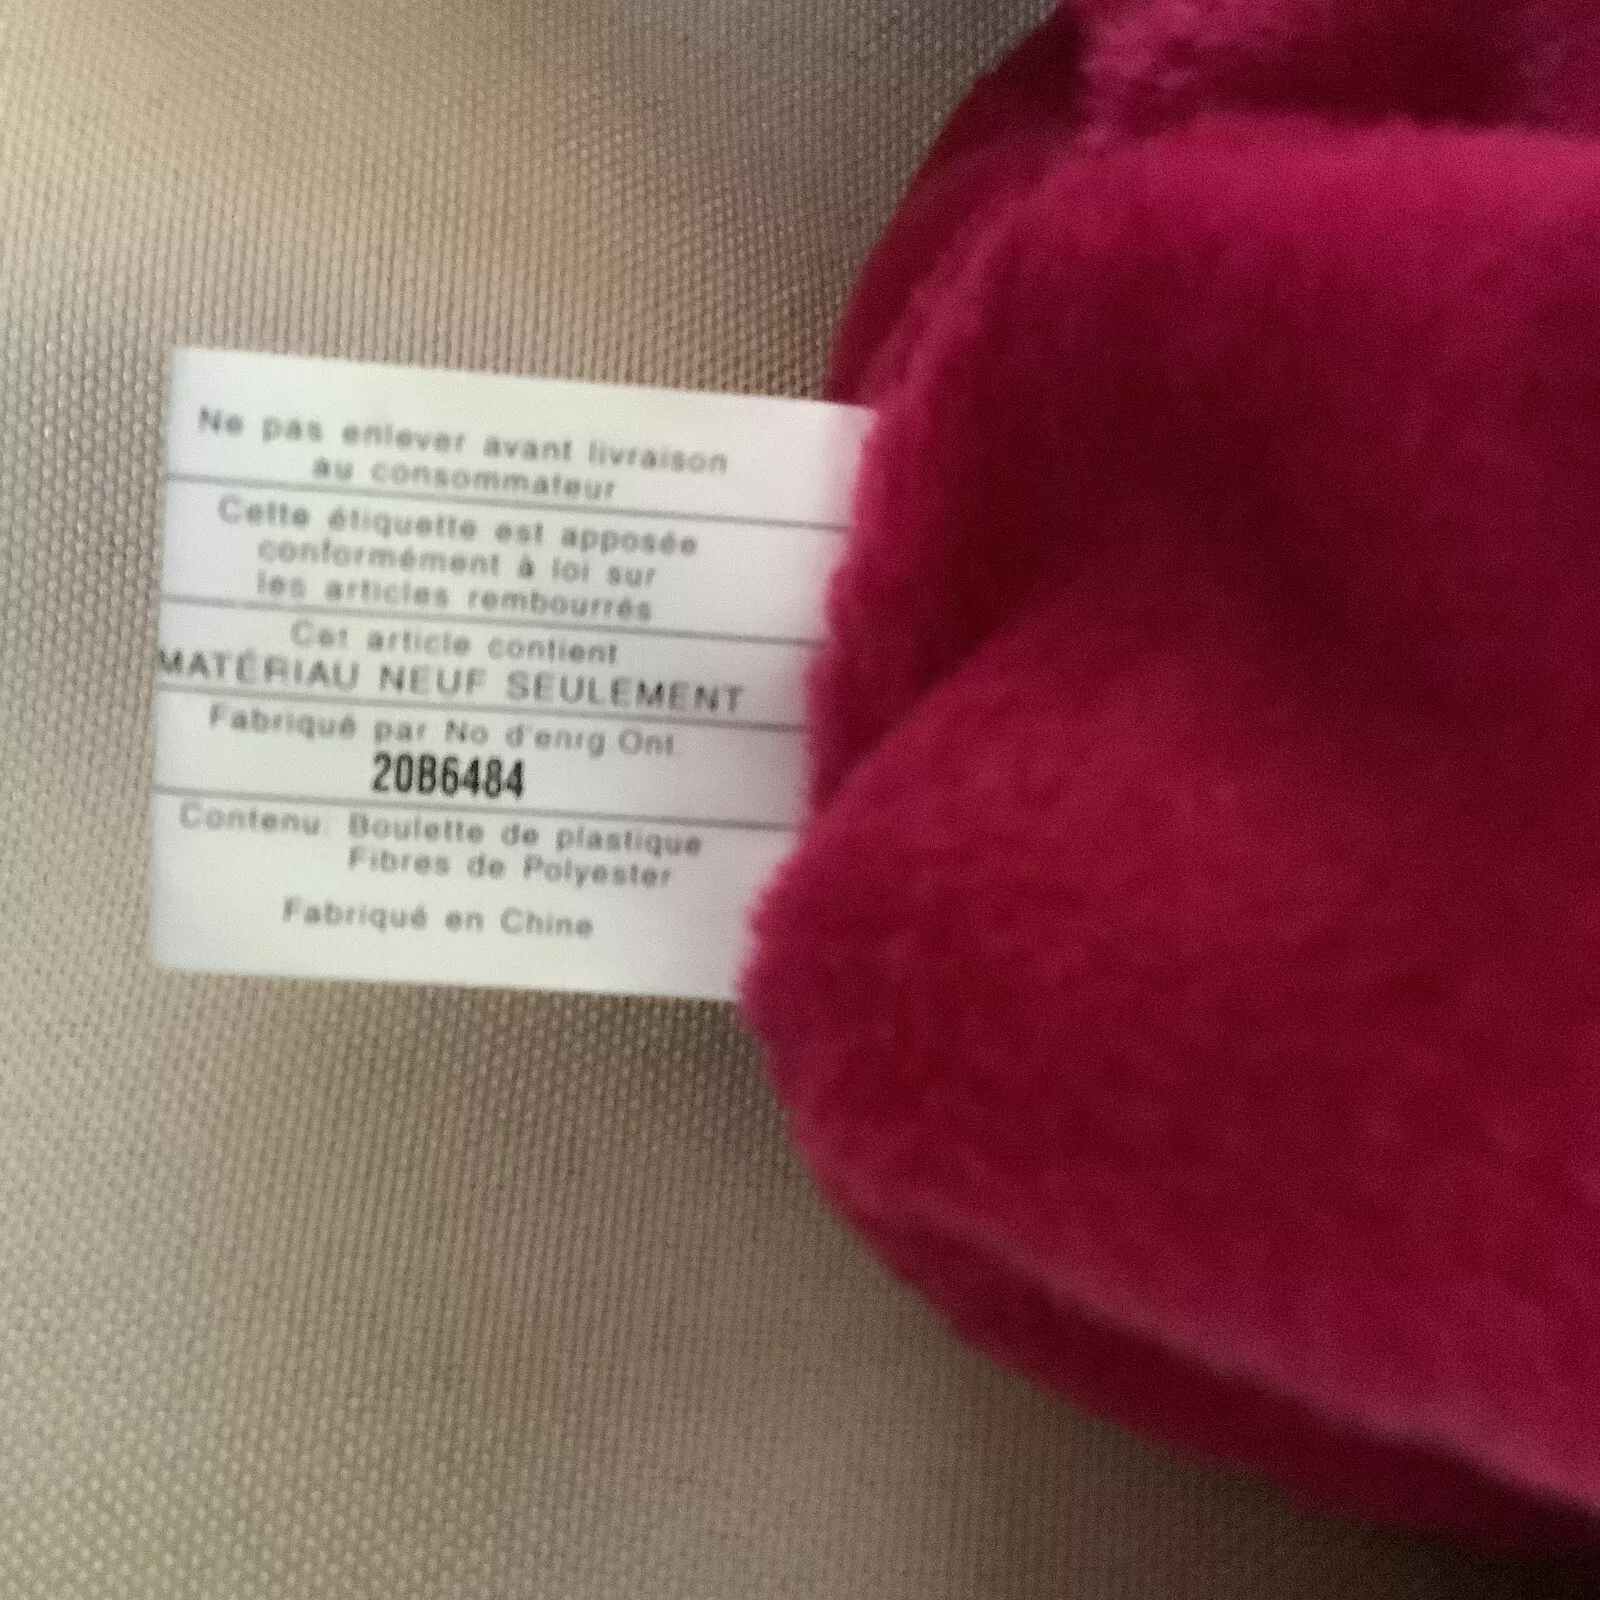 Ne pas enlever avant livraison
au consommateur
Cette étiquette est apposée
conformément à loi sur
les articles rembourrés
Cet article contient
MATÉRIAU NEUF SEULEMENT
Fabriqué par No d'enrg Ont.
20B6484
Contenu: Boulette de plastique
Fibres de Polyester
Fabriqué en Chine